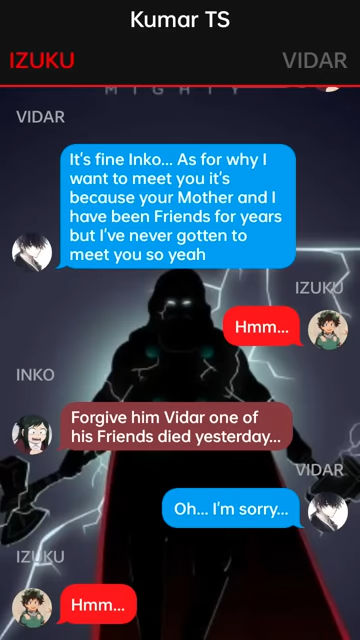 Kumar TS
IZUKU
VIDAR
MIGHTY
VIDAR
It's fine Inko... As for why I
want to meet you it's
because your Mother and I
have been Friends for years
but I've never gotten to
meet you so yeah
IZUKU
Hmm...
INKO
Forgive him Vidar one of
his Friends died yesterday...
VIDAR
Oh... I'm sorry...
IZUKU
Hmm...